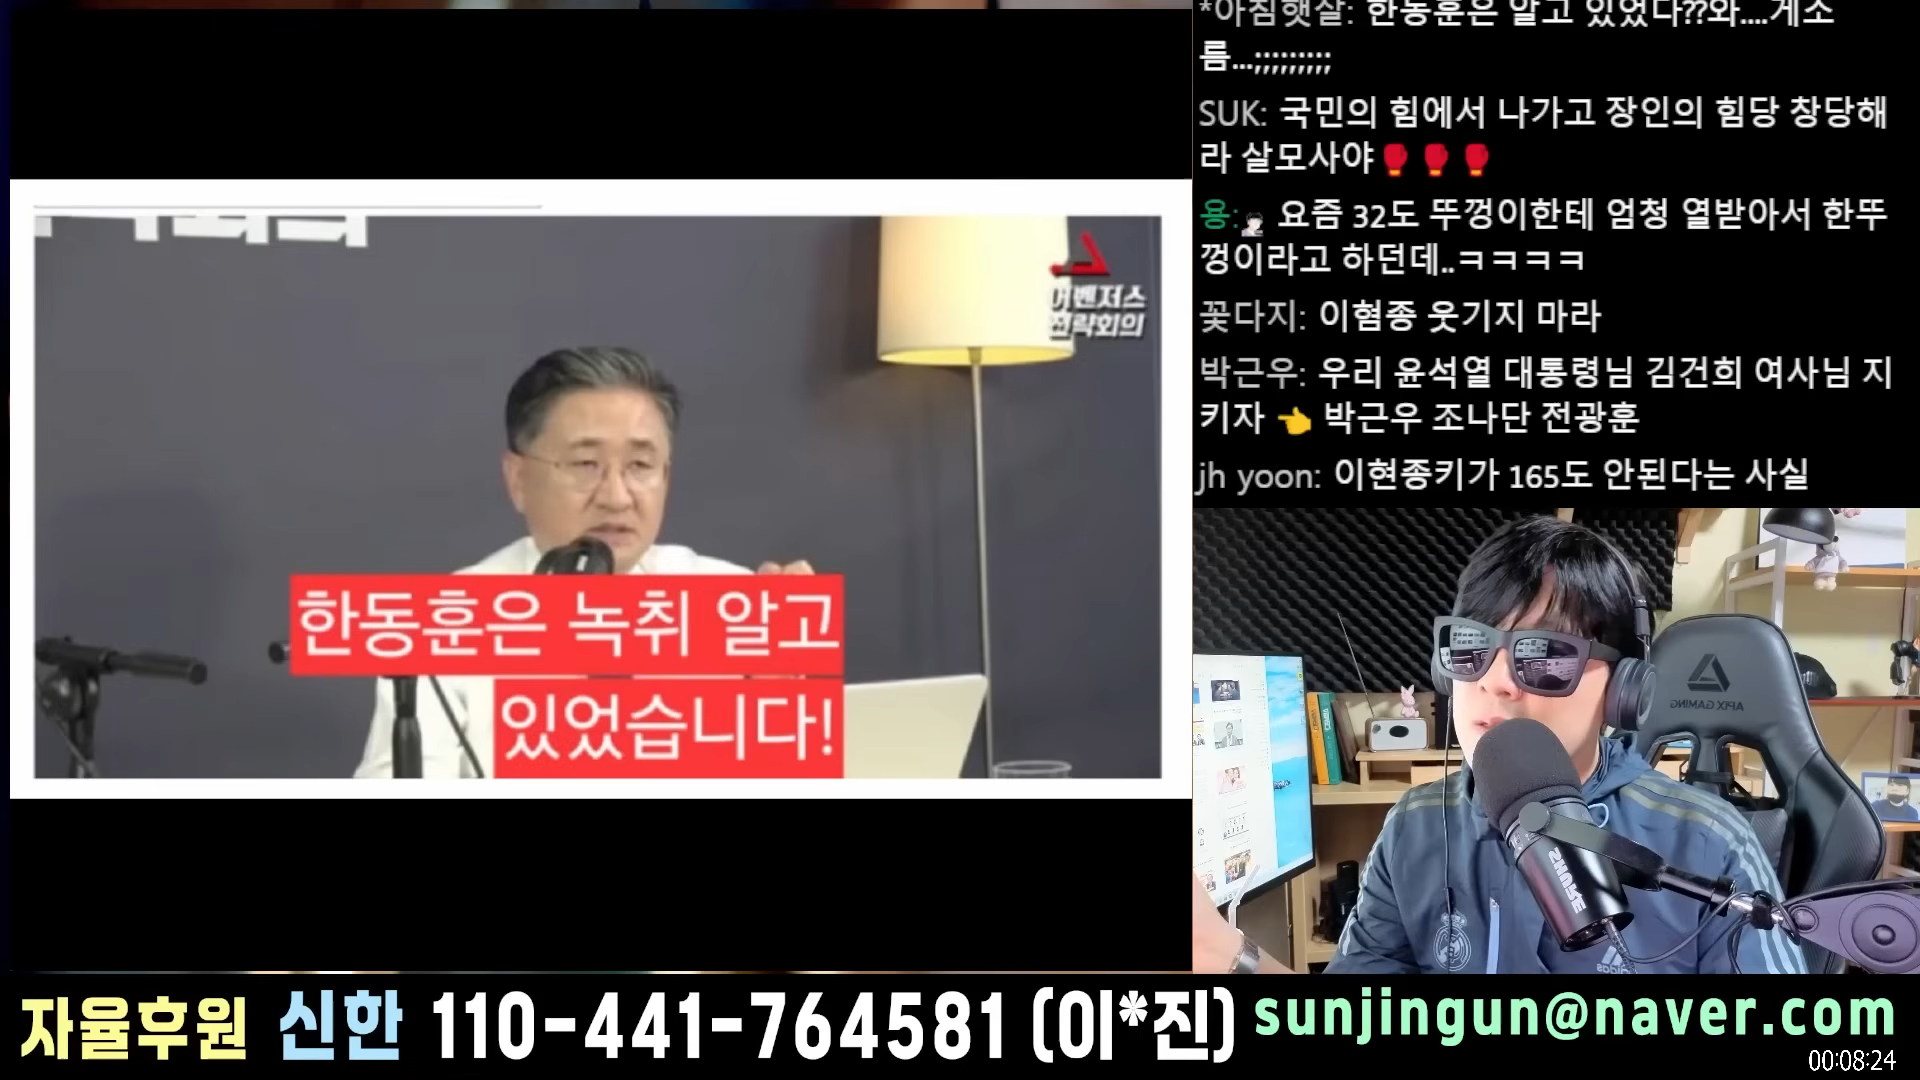 *아침햇살: 한동훈은 알고 있었다??와....게소
름...;;;;;;;;;
SUK: 국민의 힘에서 나가고 장인의 힘당 창당해
라 살모사야🥊🥊🥊
용: 요즘 32도 뚜껑이한테 엄청 열받아서 한뚜
껑이라고 하던데..ㅋㅋㅋㅋ
꽃다지: 이혐종 웃기지 마라
박근우: 우리 윤석열 대통령님 김건희 여사님 지
키자 👈 박근우 조나단 전광훈
jh yoon: 이현종키가 165도 안된다는 사실
어벤저스
전략회의
한동훈은 녹취 알고
있었습니다!
APIX GAMING
SHURE
adidas
자율후원 신한 110-441-764581 (이*진) sunjingun@naver.com
00:08:24